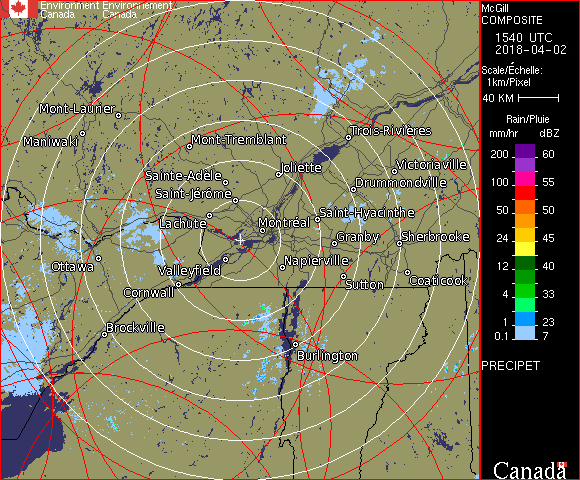 Environment Environnement
Canada Canada
McGill
COMPOSITE
1540 UTC
2018-04-02
Scale/Échelle:
1km/Pixel
40 KM
Rain/Pluie
mm/hr dBZ
200 60
150 57
100 55
50 50
24 45
12 40
4 33
1 23
0.1 7
PRECIPET
Canada
Mont-Laurier
Maniwaki
Mont-Tremblant
Trois-Rivières
Sainte-Adèle
Joliette
Victoriaville
Saint-Jérôme
Drummondville
Lachute
Montréal
Saint-Hyacinthe
Granby
Sherbrooke
Ottawa
Valleyfield
Napierville
Cornwall
Sutton
Coaticook
Brockville
Burlington